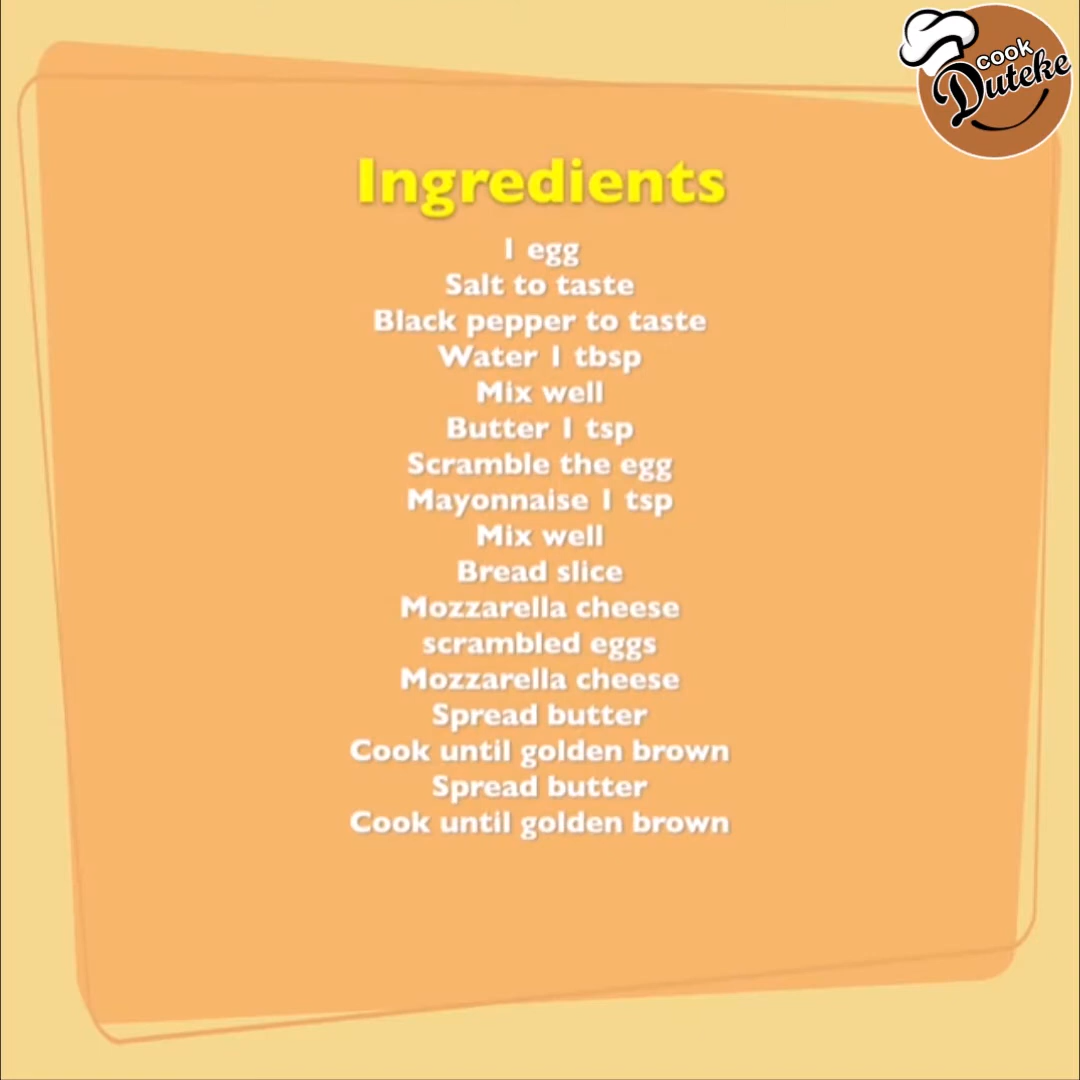 cook
Duteke
Ingredients
1 egg
Salt to taste
Black pepper to taste
Water 1 tbsp
Mix well
Butter 1 tsp
Scramble the egg
Mayonnaise 1 tsp
Mix well
Bread slice
Mozzarella cheese
scrambled eggs
Mozzarella cheese
Spread butter
Cook until golden brown
Spread butter
Cook until golden brown